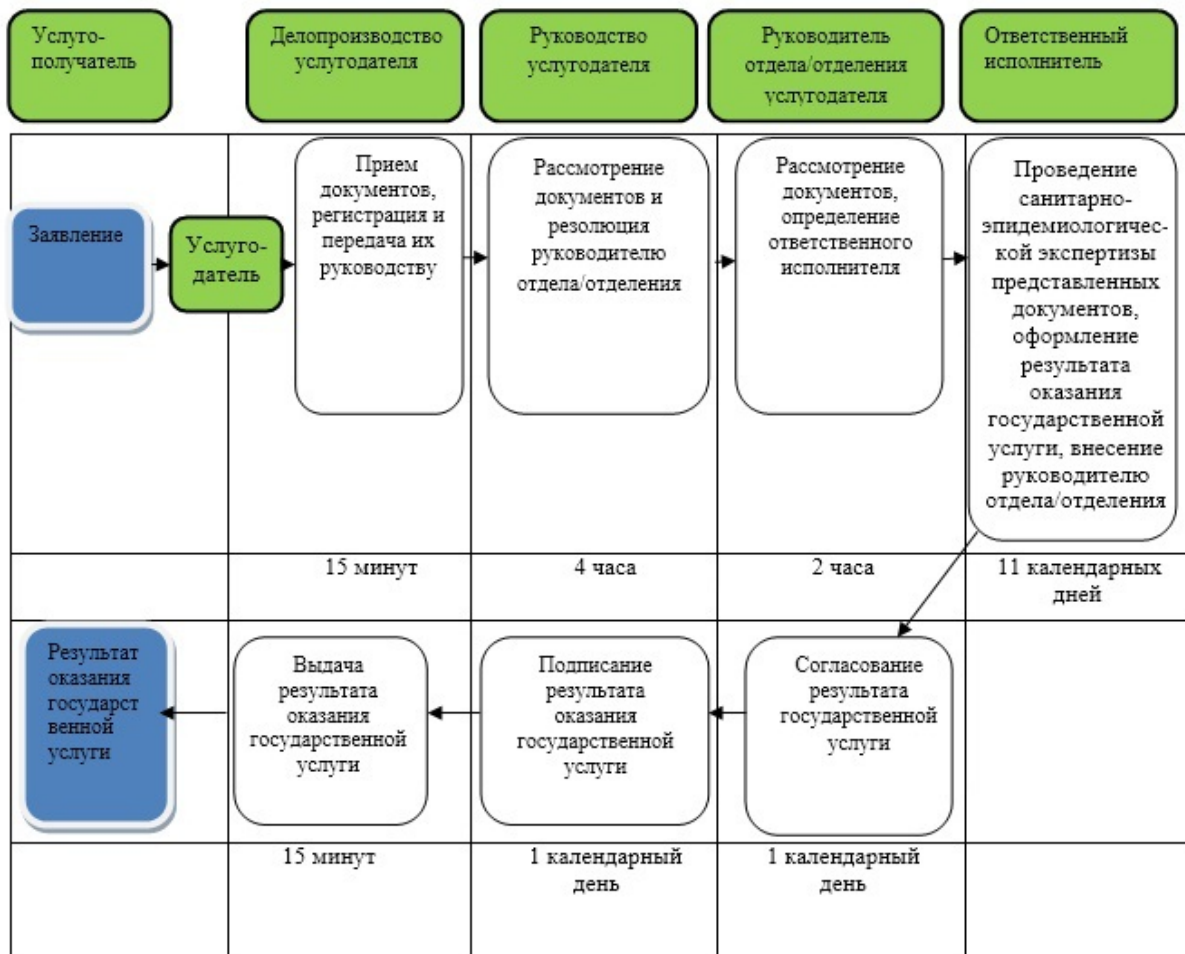 Услуго-
получатель
Делопроизводство
услугодателя
Руководство
услугодателя
Руководитель
отдела/отделения
услугодателя
Ответственный
исполнитель
Заявление
Услуго-
датель
Прием
документов,
регистрация и
передача их
руководству
Рассмотрение
документов и
резолюция
руководителю
отдела/отделения
Рассмотрение
документов,
определение
ответственного
исполнителя
Проведение
санитарно-
эпидемиологичес-
кой экспертизы
представленных
документов,
оформление
результата
оказания
государственной
услуги, внесение
руководителю
отдела/отделения
15 минут
4 часа
2 часа
11 календарных
дней
Результат
оказания
государст
венной
услуги
Выдача
результата
оказания
государственной
услуги
Подписание
результата
оказания
государственной
услуги
Согласование
результата
государственной
услуги
15 минут
1 календарный
день
1 календарный
день